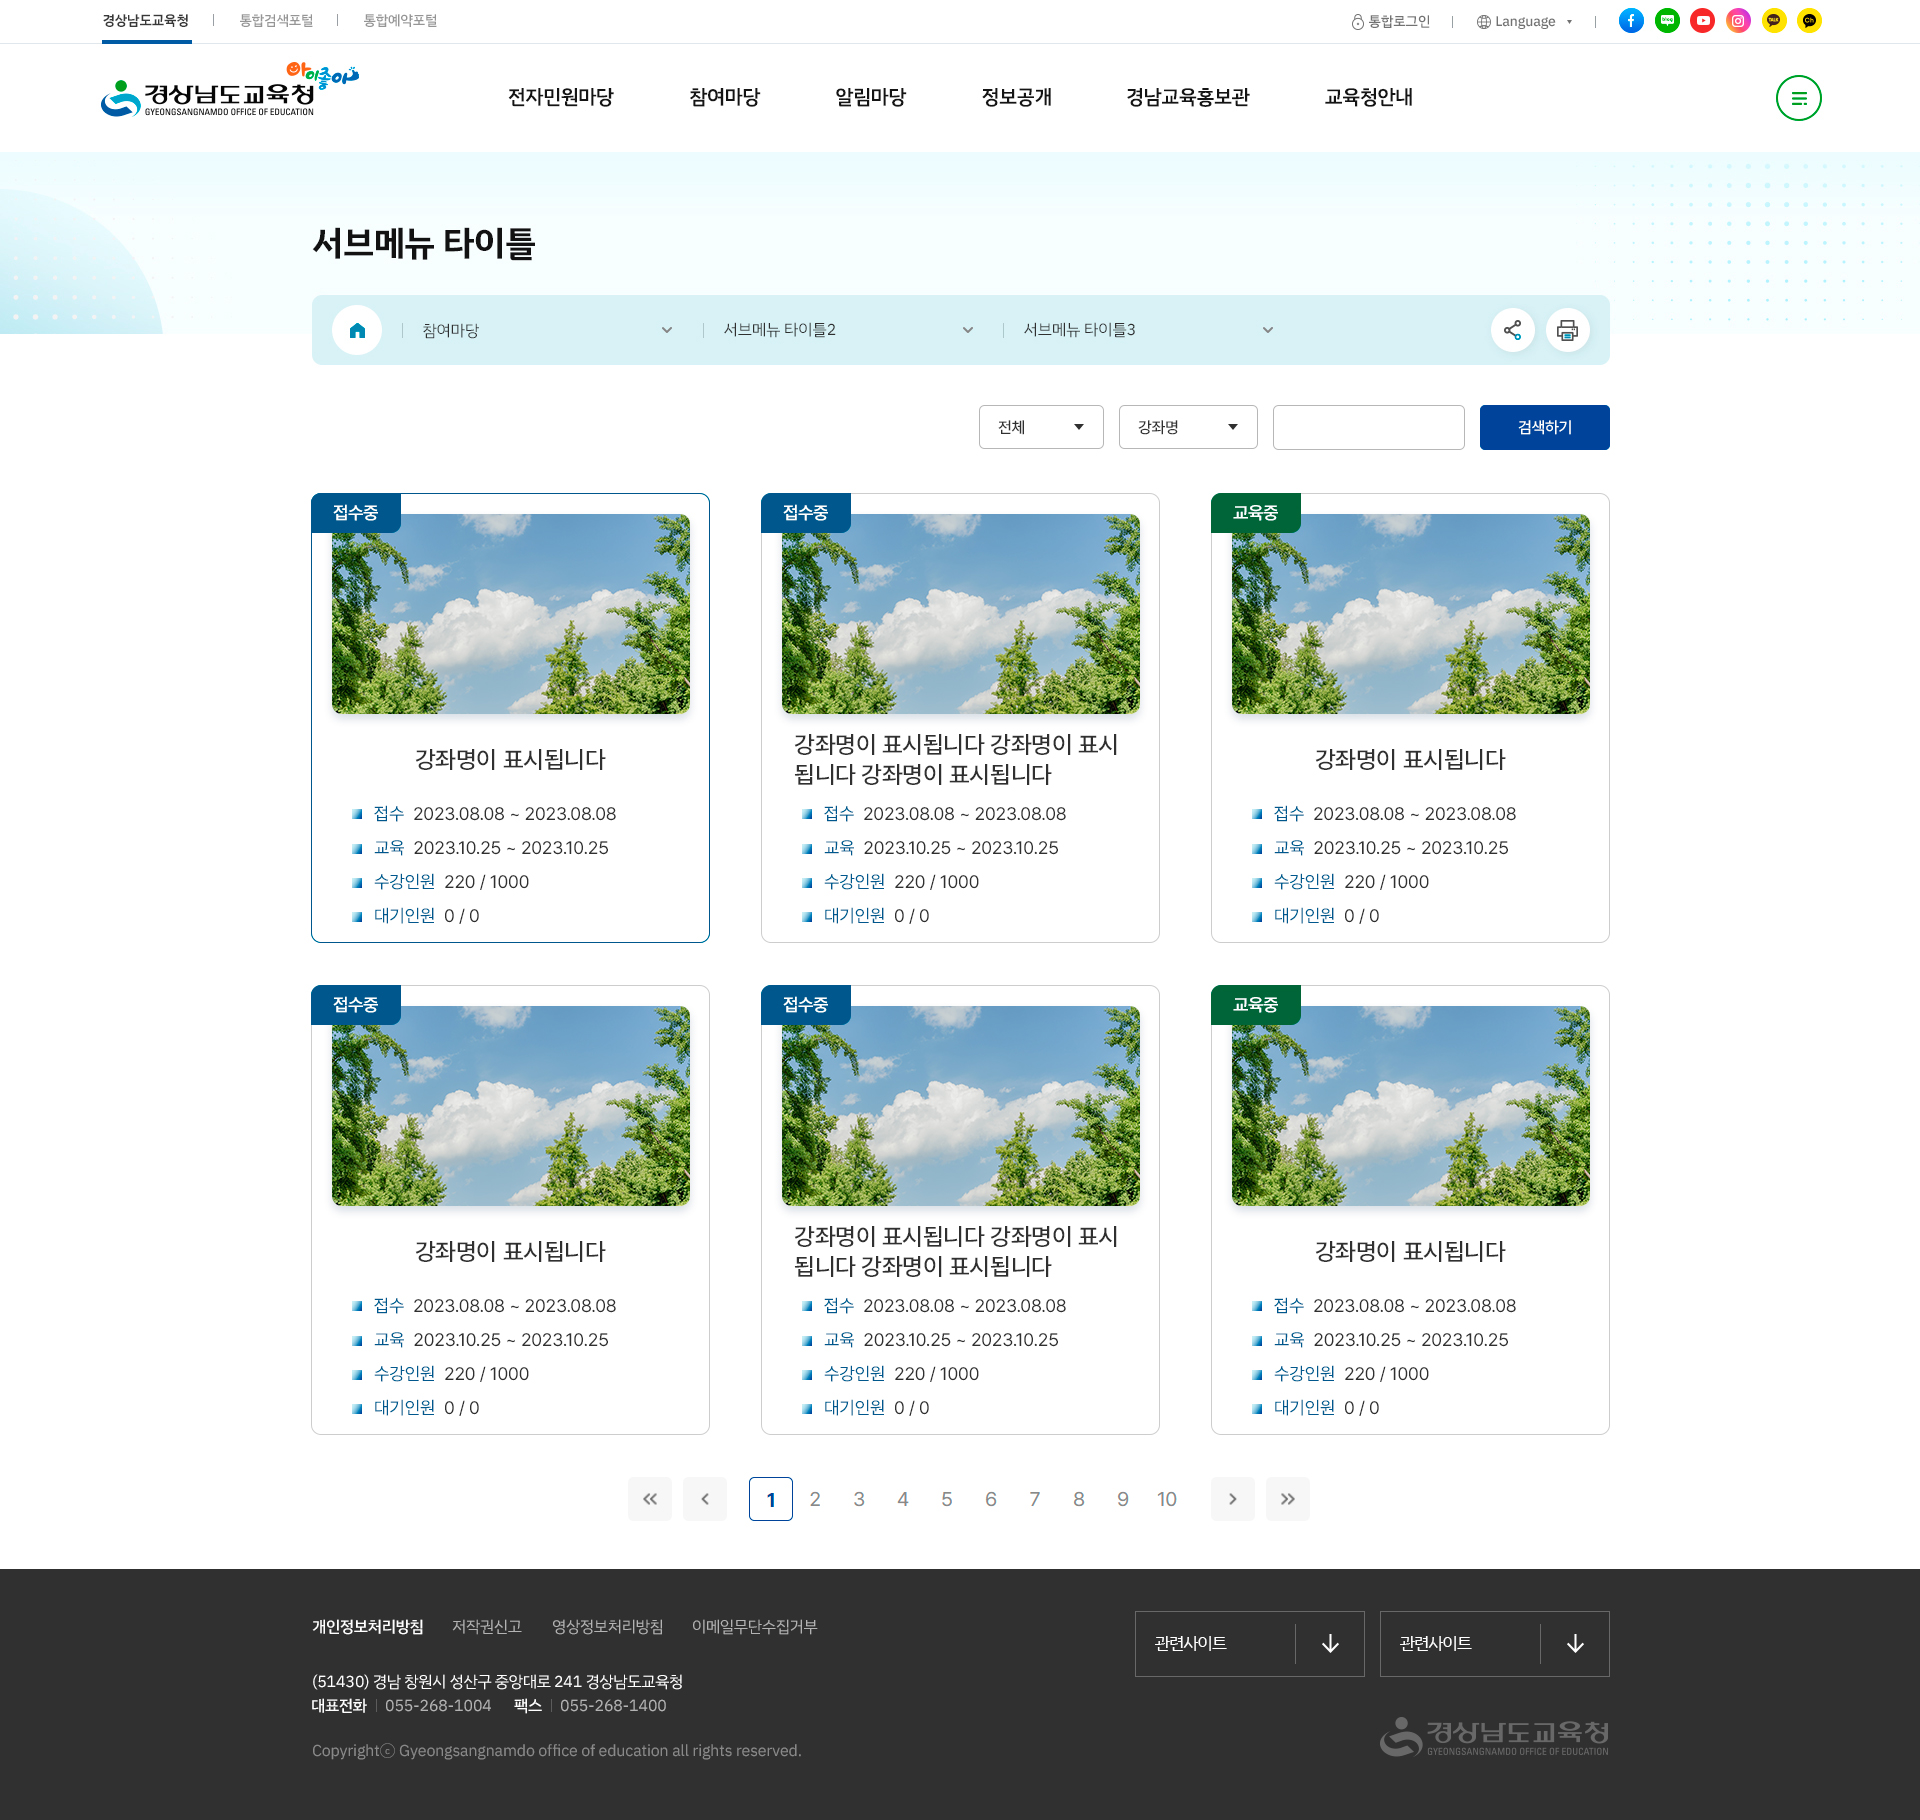 경상남도교육청
통합검색포털
통합예약포털
통합로그인
Language
blog
TALK
Ch
아이좋아
경상남도교육청
GYEONGSANGNAMDO OFFICE OF EDUCATION
전자민원마당
참여마당
알림마당
정보공개
경남교육홍보관
교육청안내
서브메뉴 타이틀
참여마당
서브메뉴 타이틀2
서브메뉴 타이틀3
전체
강좌명
검색하기
접수중
강좌명이 표시됩니다
접수 2023.08.08 ~ 2023.08.08
교육 2023.10.25 ~ 2023.10.25
수강인원 220 / 1000
대기인원 0 / 0
접수중
강좌명이 표시됩니다 강좌명이 표시
됩니다 강좌명이 표시됩니다
접수 2023.08.08 ~ 2023.08.08
교육 2023.10.25 ~ 2023.10.25
수강인원 220 / 1000
대기인원 0 / 0
교육중
강좌명이 표시됩니다
접수 2023.08.08 ~ 2023.08.08
교육 2023.10.25 ~ 2023.10.25
수강인원 220 / 1000
대기인원 0 / 0
접수중
강좌명이 표시됩니다
접수 2023.08.08 ~ 2023.08.08
교육 2023.10.25 ~ 2023.10.25
수강인원 220 / 1000
대기인원 0 / 0
접수중
강좌명이 표시됩니다 강좌명이 표시
됩니다 강좌명이 표시됩니다
접수 2023.08.08 ~ 2023.08.08
교육 2023.10.25 ~ 2023.10.25
수강인원 220 / 1000
대기인원 0 / 0
교육중
강좌명이 표시됩니다
접수 2023.08.08 ~ 2023.08.08
교육 2023.10.25 ~ 2023.10.25
수강인원 220 / 1000
대기인원 0 / 0
1 2 3 4 5 6 7 8 9 10
개인정보처리방침
저작권신고
영상정보처리방침
이메일무단수집거부
관련사이트
관련사이트
(51430) 경남 창원시 성산구 중앙대로 241 경상남도교육청
대표전화 055-268-1004 팩스 055-268-1400
Copyrightⓒ Gyeongsangnamdo office of education all rights reserved.
경상남도교육청
GYEONGSANGNAMDO OFFICE OF EDUCATION